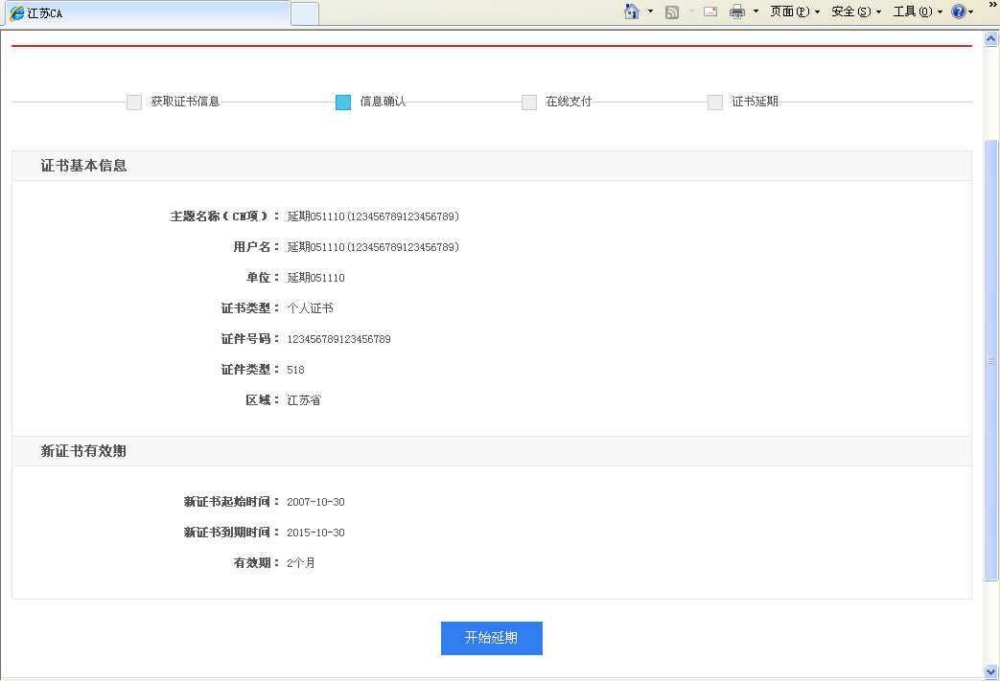 江苏CA
页面(P) 安全(S) 工具(O)
获取证书信息 信息确认 在线支付 证书延期
证书基本信息
主题名称(CN项): 延期051110(123456789123456789)
用户名: 延期051110(123456789123456789)
单位: 延期051110
证书类型: 个人证书
证件号码: 123456789123456789
证件类型: 518
区域: 江苏省
新证书有效期
新证书起始时间: 2007-10-30
新证书到期时间: 2015-10-30
有效期: 2个月
开始延期